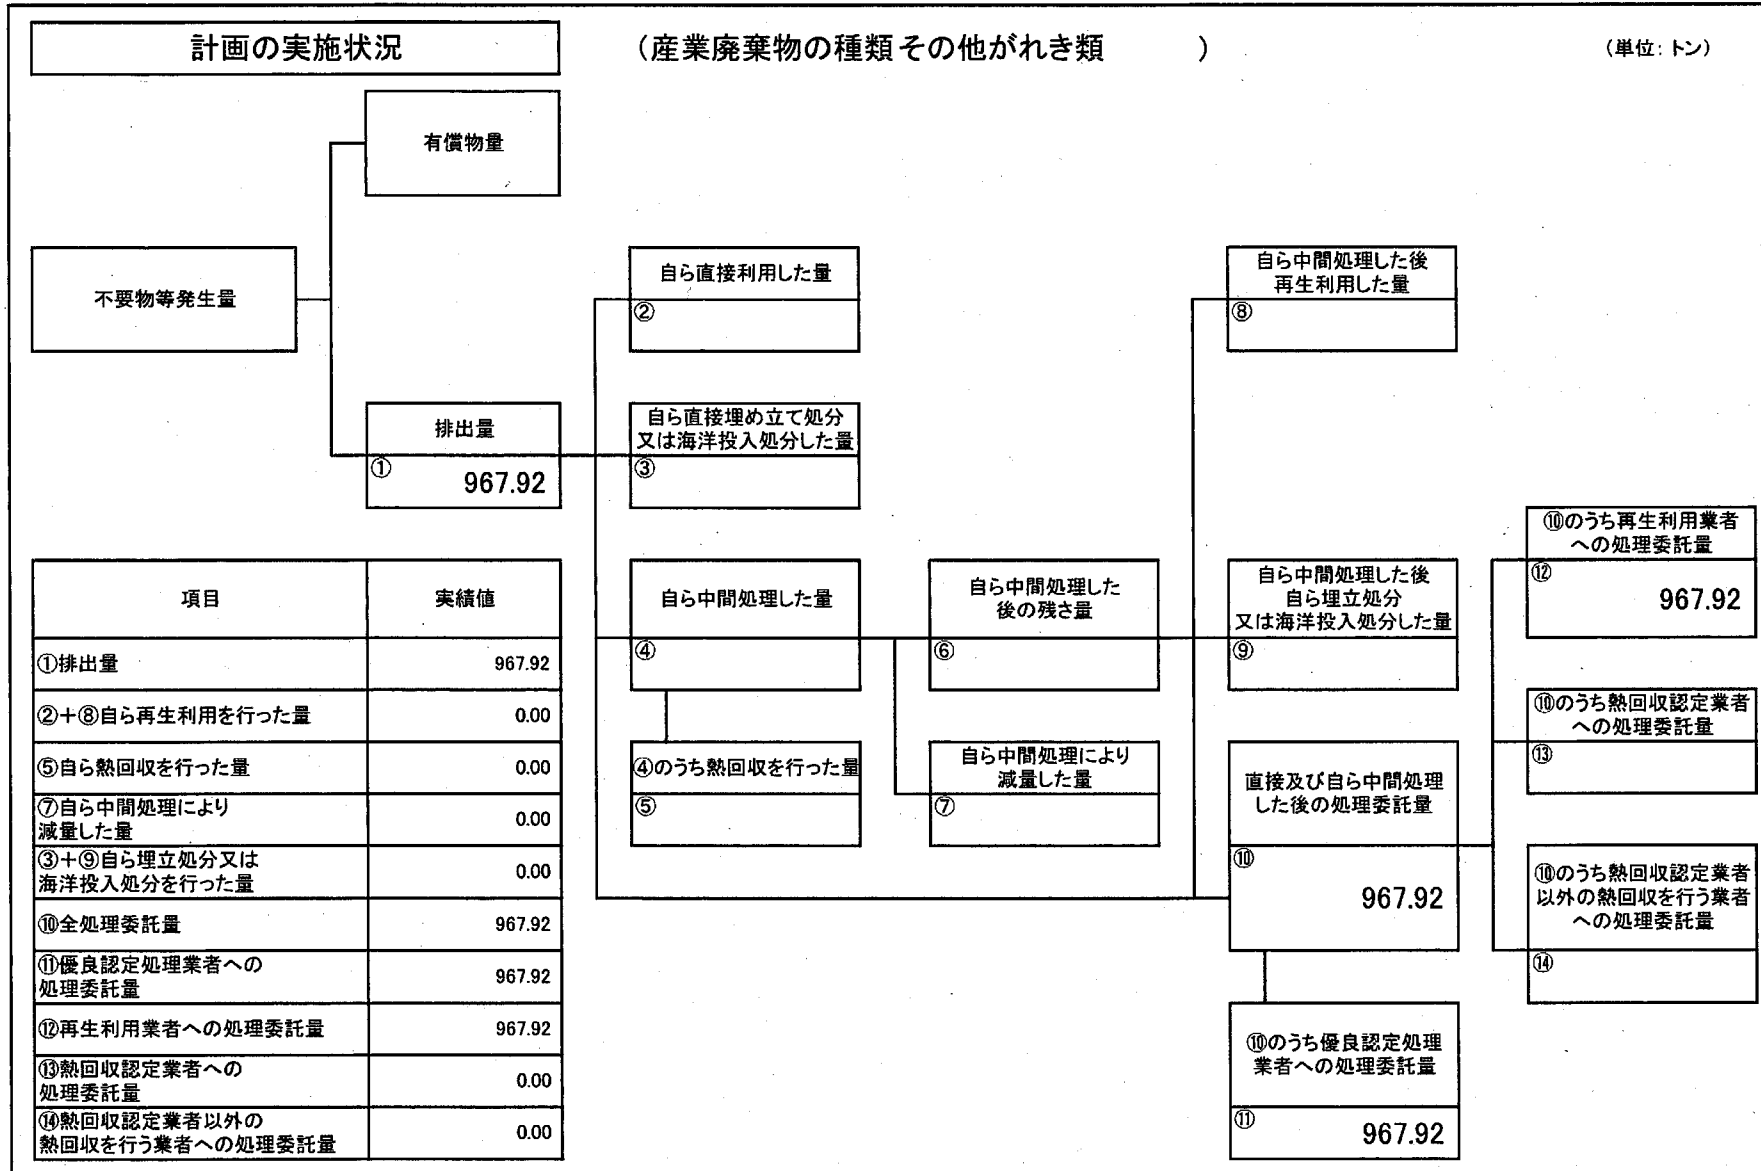 計画の実施状況
(産業廃棄物の種類その他がれき類 )
(単位:トン)
有償物量
不要物等発生量
自ら直接利用した量
②
自ら中間処理した後
再生利用した量
⑧
排出量
① 967.92
自ら直接埋め立て処分
又は海洋投入処分した量
③
⑩のうち再生利用業者
への処理委託量
⑫ 967.92
自ら中間処理した量
④
自ら中間処理した
後の残さ量
⑥
自ら中間処理した後
自ら埋立処分
又は海洋投入処分した量
⑨
⑩のうち熱回収認定業者
への処理委託量
⑬
④のうち熱回収を行った量
⑤
自ら中間処理により
減量した量
⑦
直接及び自ら中間処理
した後の処理委託量
⑩ 967.92
⑩のうち熱回収認定業者
以外の熱回収を行う業者
への処理委託量
⑭
⑩のうち優良認定処理
業者への処理委託量
⑪ 967.92
項目 実績値
①排出量 967.92
②+⑧自ら再生利用を行った量 0.00
⑤自ら熱回収を行った量 0.00
⑦自ら中間処理により
減量した量 0.00
③+⑨自ら埋立処分又は
海洋投入処分を行った量 0.00
⑩全処理委託量 967.92
⑪優良認定処理業者への
処理委託量 967.92
⑫再生利用業者への処理委託量 967.92
⑬熱回収認定業者への
処理委託量 0.00
⑭熱回収認定業者以外の
熱回収を行う業者への処理委託量 0.00